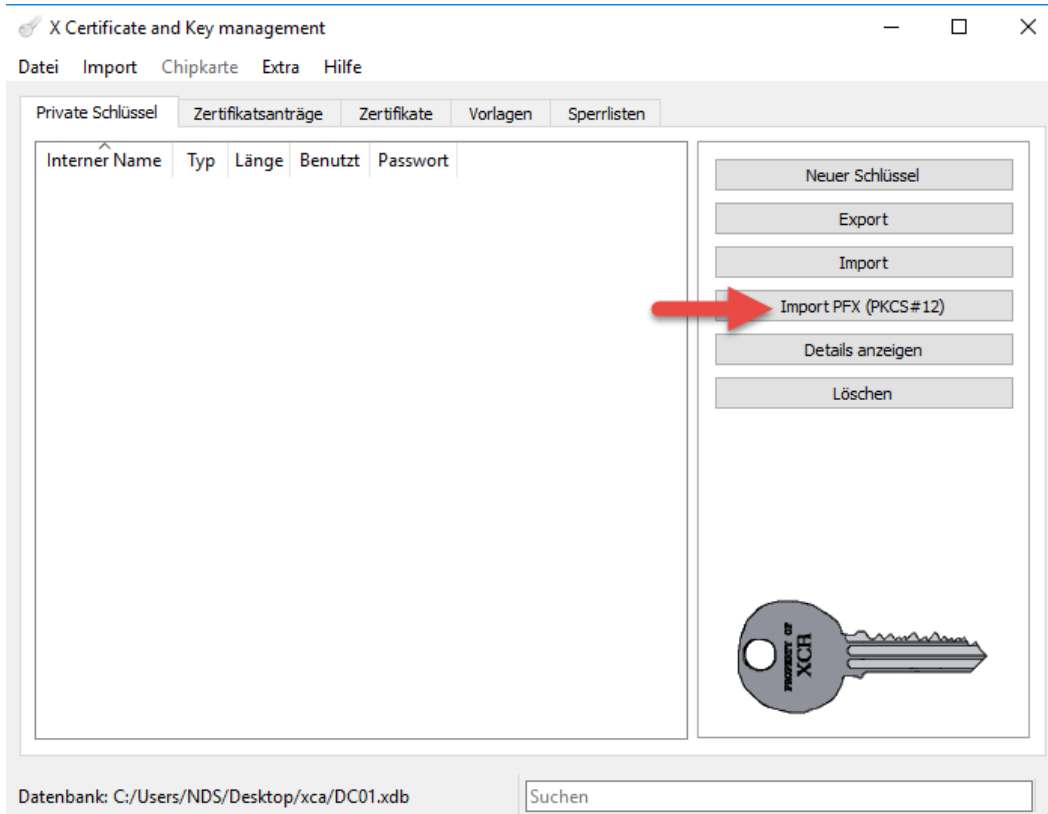 X Certificate and Key management
Datei Import Chipkarte Extra Hilfe
Private Schlüssel Zertifikatsanträge Zertifikate Vorlagen Sperrlisten
Interner Name Typ Länge Benutzt Passwort
Neuer Schlüssel
Export
Import
Import PFX (PKCS#12)
Details anzeigen
Löschen
PROPERTY OF
XCA
Datenbank: C:/Users/NDS/Desktop/xca/DC01.xdb
Suchen